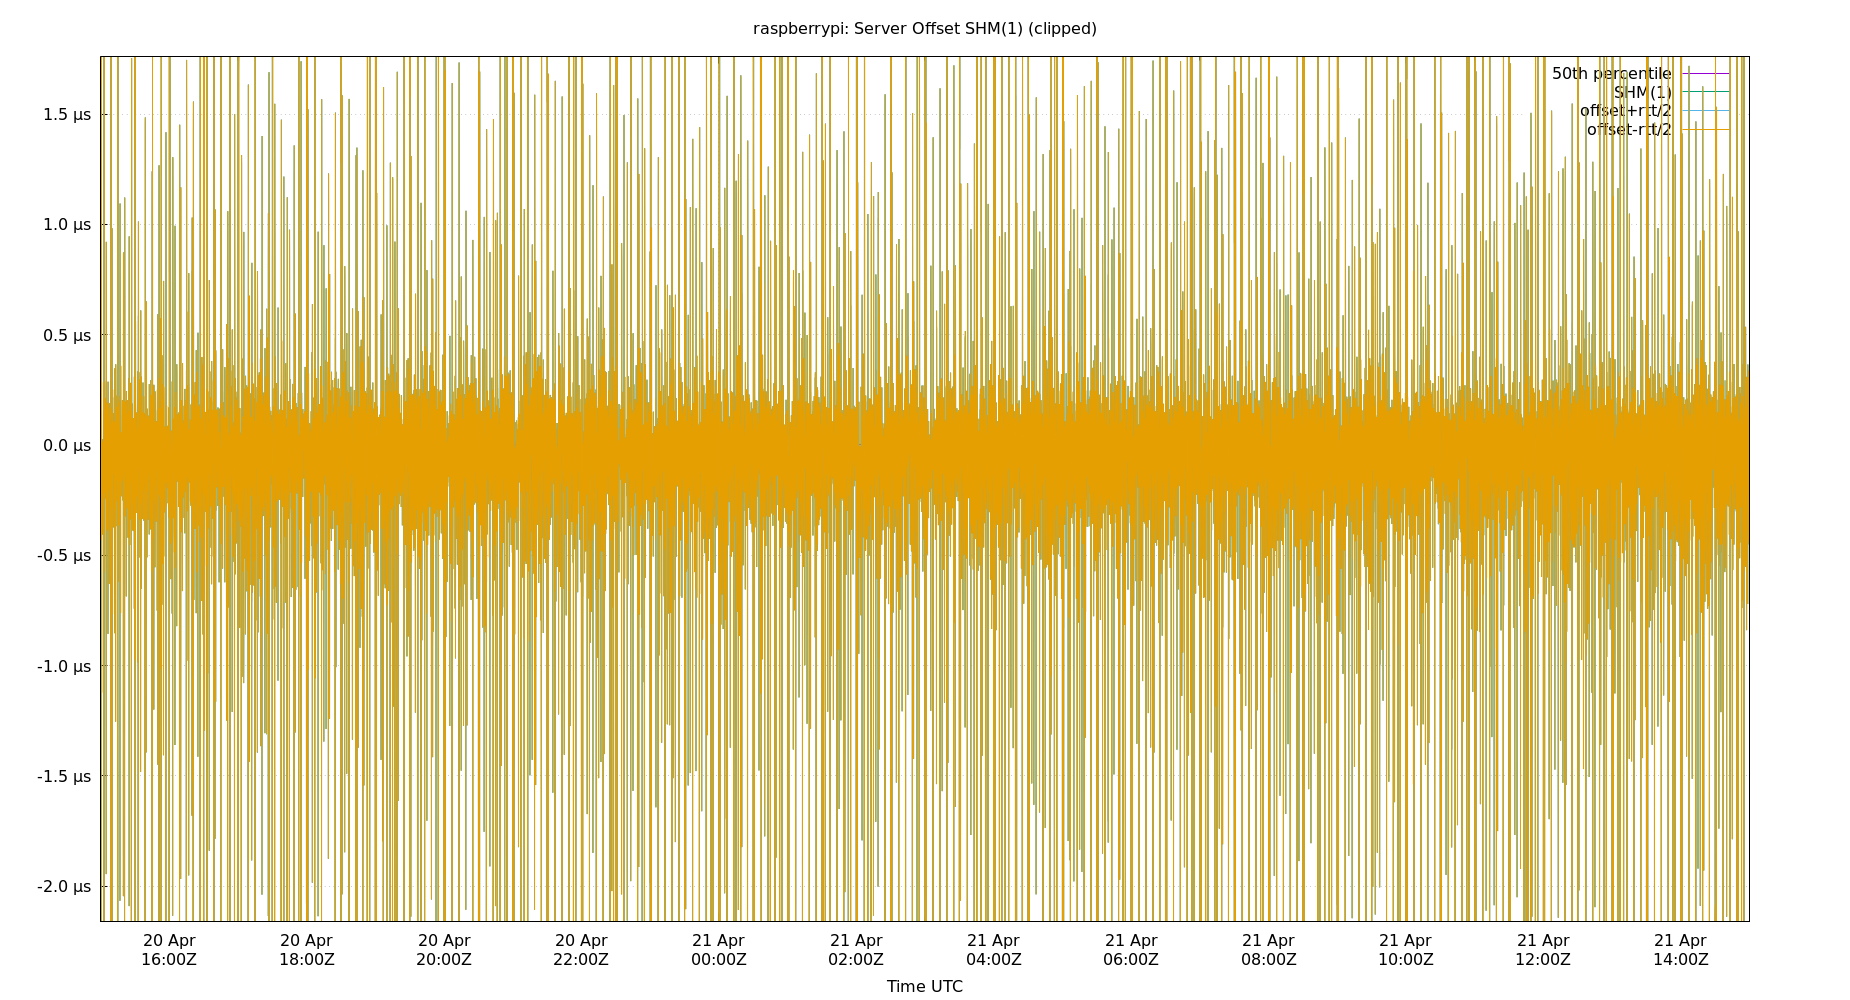 raspberrypi: Server Offset SHM(1) (clipped)
50th percentile
SHM(1)
offset+rtt/2
offset-rtt/2
1.5 µs
1.0 µs
0.5 µs
0.0 µs
-0.5 µs
-1.0 µs
-1.5 µs
-2.0 µs
20 Apr 20 Apr 20 Apr 20 Apr 21 Apr 21 Apr 21 Apr 21 Apr 21 Apr 21 Apr 21 Apr 21 Apr
16:00Z 18:00Z 20:00Z 22:00Z 00:00Z 02:00Z 04:00Z 06:00Z 08:00Z 10:00Z 12:00Z 14:00Z
Time UTC